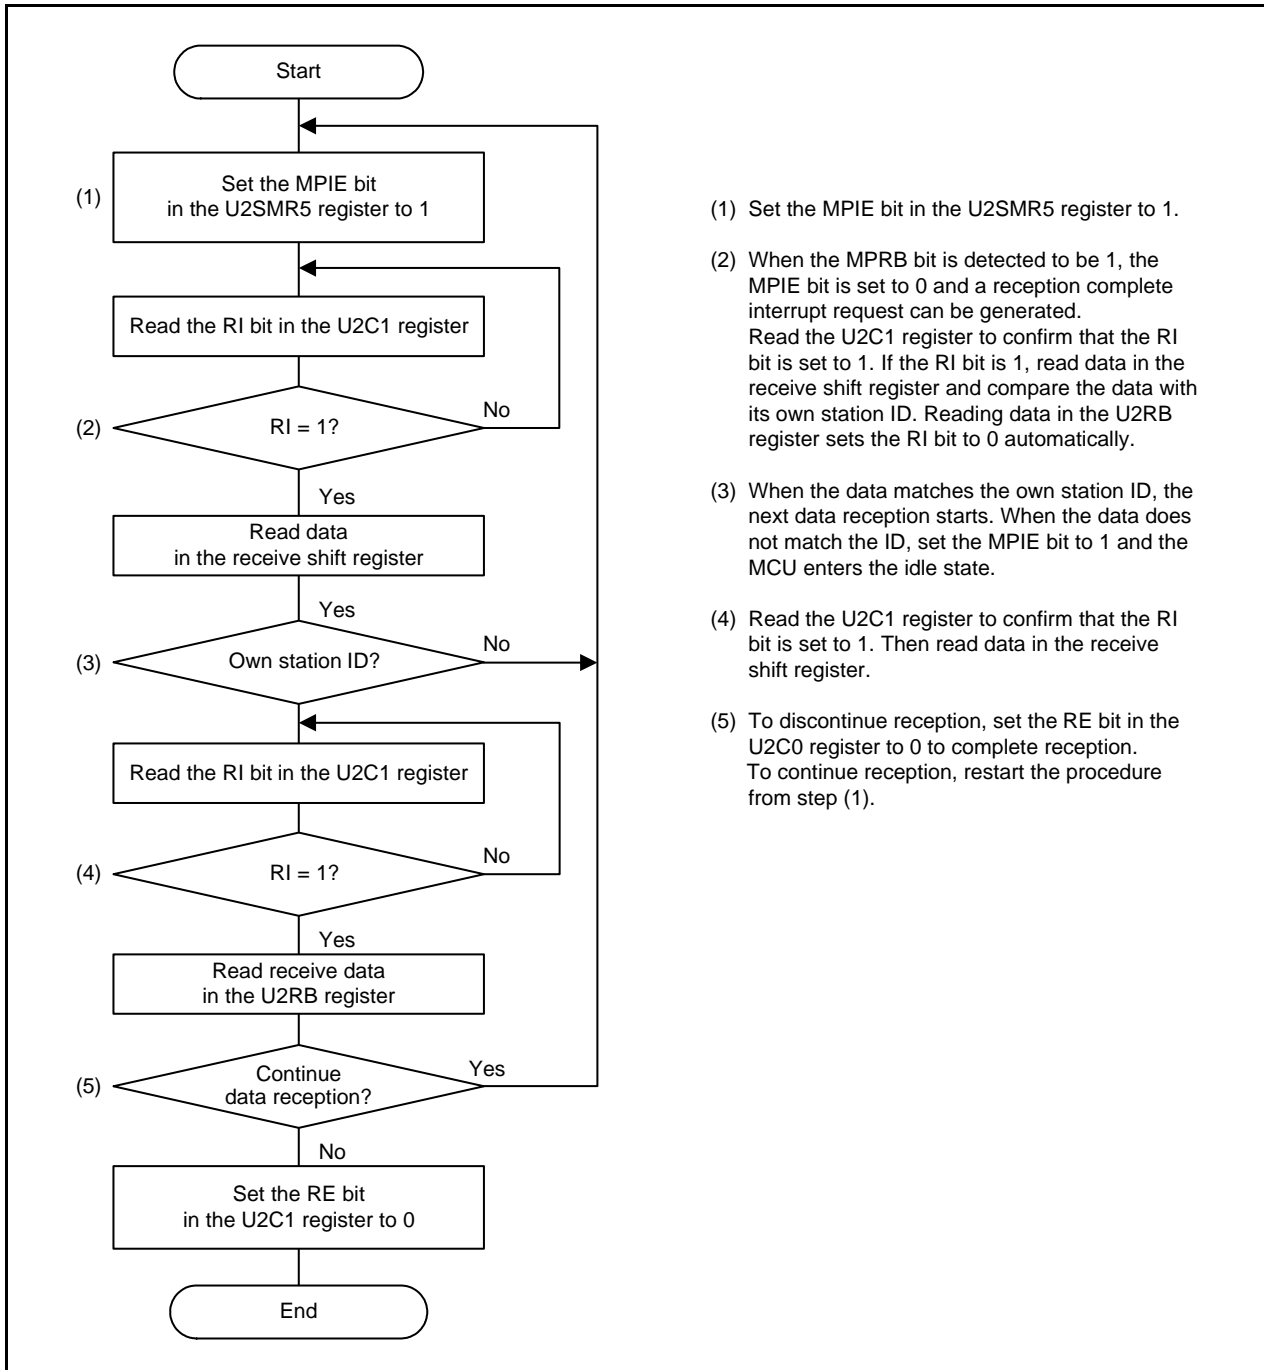 Start
(1)
Set the MPIE bit
in the U2SMR5 register to 1
Read the RI bit in the U2C1 register
(2)
RI = 1?
No
Yes
Read data
in the receive shift register
Yes
(3)
Own station ID?
No
Read the RI bit in the U2C1 register
(4)
RI = 1?
No
Yes
Read receive data
in the U2RB register
(5)
Continue
data reception?
Yes
No
Set the RE bit
in the U2C1 register to 0
End
(1) Set the MPIE bit in the U2SMR5 register to 1.
(2) When the MPRB bit is detected to be 1, the
MPIE bit is set to 0 and a reception complete
interrupt request can be generated.
Read the U2C1 register to confirm that the RI
bit is set to 1. If the RI bit is 1, read data in the
receive shift register and compare the data with
its own station ID. Reading data in the U2RB
register sets the RI bit to 0 automatically.
(3) When the data matches the own station ID, the
next data reception starts. When the data does
not match the ID, set the MPIE bit to 1 and the
MCU enters the idle state.
(4) Read the U2C1 register to confirm that the RI
bit is set to 1. Then read data in the receive
shift register.
(5) To discontinue reception, set the RE bit in the
U2C0 register to 0 to complete reception.
To continue reception, restart the procedure
from step (1).